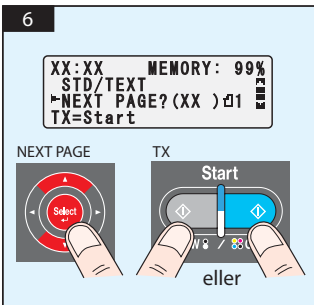 6
XX:XX MEMORY: 99%
STD/TEXT
NEXT PAGE?(XX )1
TX=Start
NEXT PAGE TX
Start
Select
eller